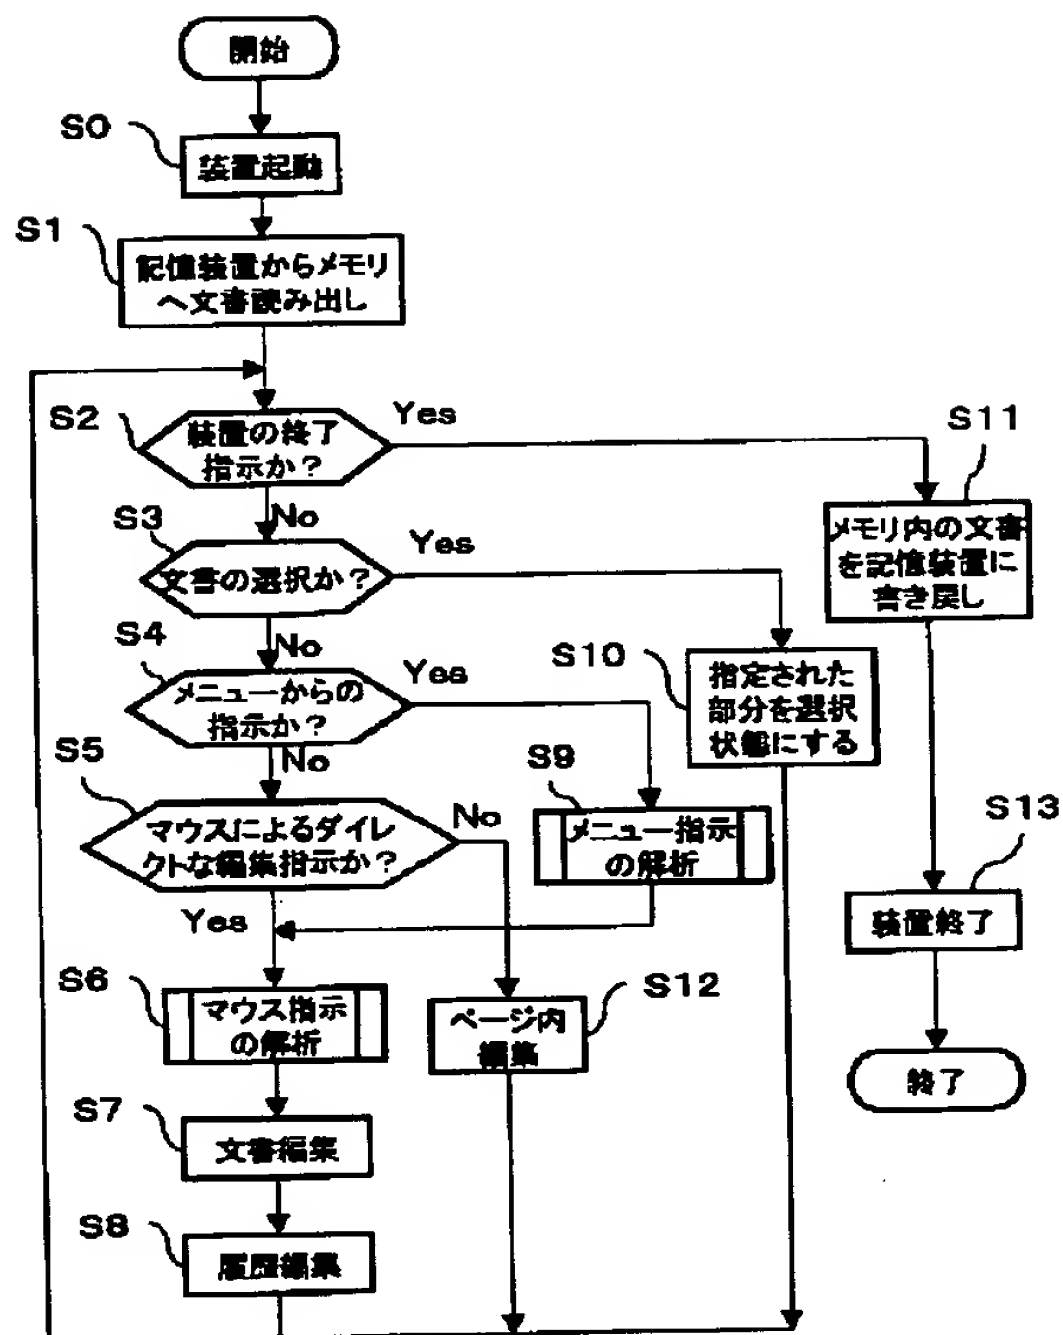 開始
S0
装置起動
S1
記憶装置からメモリ
へ文書読み出し
S2
装置の終了
指示か？
Yes
No
S11
メモリ内の文書
を記憶装置に
書き戻し
S3
文書の選択か？
Yes
No
S10
指定された
部分を選択
状態にする
S4
メニューからの
指示か？
Yes
No
S9
メニュー指示
の解析
S5
マウスによるダイレ
クトな編集指示か？
No
Yes
S13
装置終了
終了
S6
マウス指示
の解析
S12
ページ内
編集
S7
文書編集
S8
履歴編集